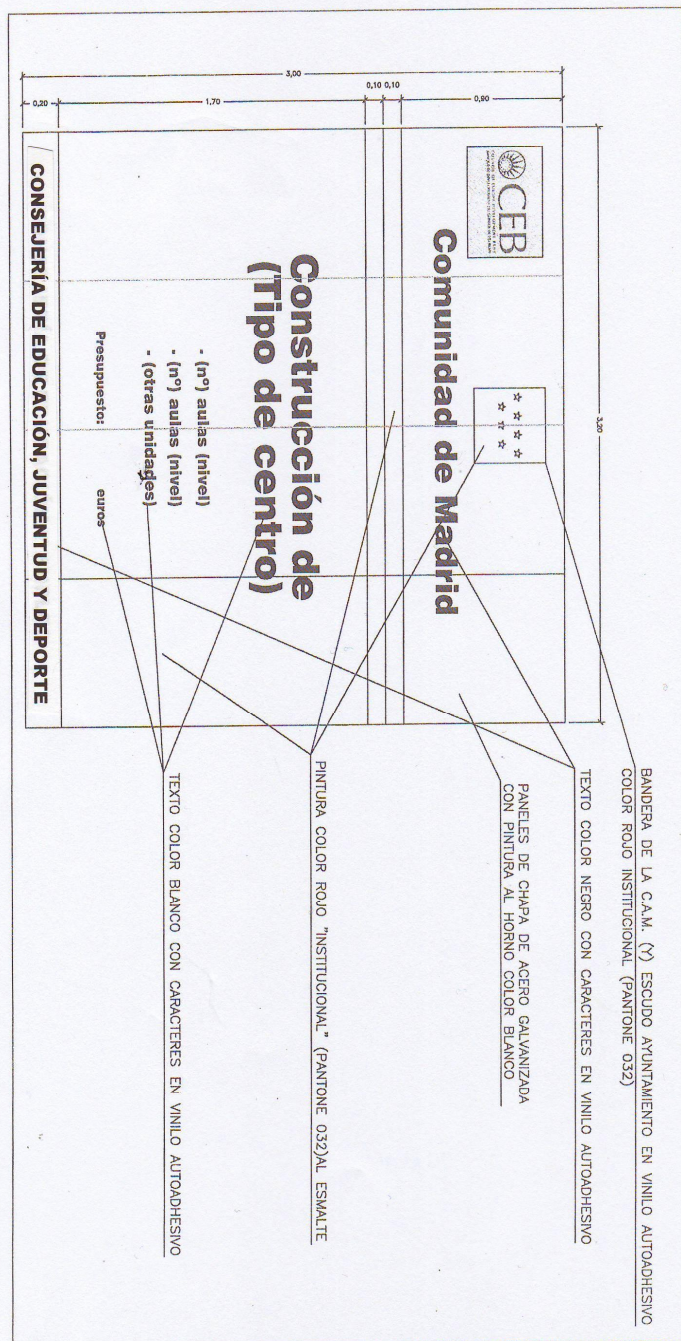 3,20
3,00
0,90
0,10
0,10
1,70
0,20
CEB
Comunidad de Madrid
Construcción de
(Tipo de centro)
- (nº) aulas (nivel)
- (nº) aulas (nivel)
- (otras unidades)
Presupuesto: euros
CONSEJERÍA DE EDUCACIÓN, JUVENTUD Y DEPORTE
BANDERA DE LA C.A.M. (Y) ESCUDO AYUNTAMIENTO EN VINILO AUTOADHESIVO
COLOR ROJO INSTITUCIONAL (PANTONE 032)
TEXTO COLOR NEGRO CON CARACTERES EN VINILO AUTOADHESIVO
PANELES DE CHAPA DE ACERO GALVANIZADA
CON PINTURA AL HORNO COLOR BLANCO
PINTURA COLOR ROJO "INSTITUCIONAL" (PANTONE 032)AL ESMALTE
TEXTO COLOR BLANCO CON CARACTERES EN VINILO AUTOADHESIVO